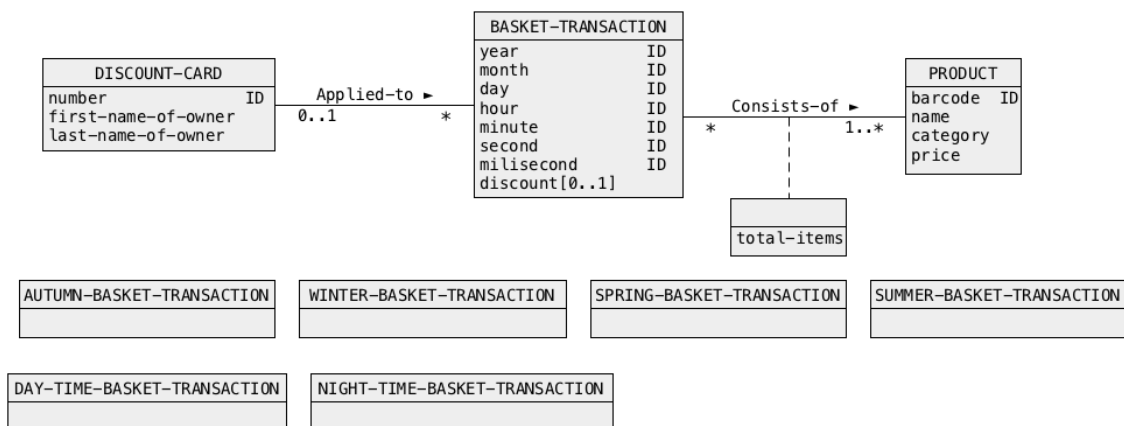 BASKET-TRANSACTION
year ID
month ID
day ID
hour ID
minute ID
second ID
milisecond ID
discount[0..1]
DISCOUNT-CARD
number ID
first-name-of-owner
last-name-of-owner
Applied-to ►
0..1 *
PRODUCT
barcode ID
name
category
price
Consists-of ►
* 1..*
total-items
AUTUMN-BASKET-TRANSACTION
WINTER-BASKET-TRANSACTION
SPRING-BASKET-TRANSACTION
SUMMER-BASKET-TRANSACTION
DAY-TIME-BASKET-TRANSACTION
NIGHT-TIME-BASKET-TRANSACTION